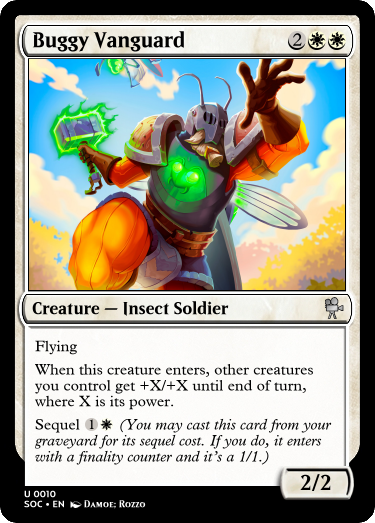 Buggy Vanguard 2
Creature — Insect Soldier
Flying
When this creature enters, other creatures
you control get +X/+X until end of turn,
where X is its power.
Sequel 1 (You may cast this card from your
graveyard for its sequel cost. If you do, it enters
with a finality counter and it's a 1/1.)
2/2
U 0010
SOC • EN Damoe; Rozzo